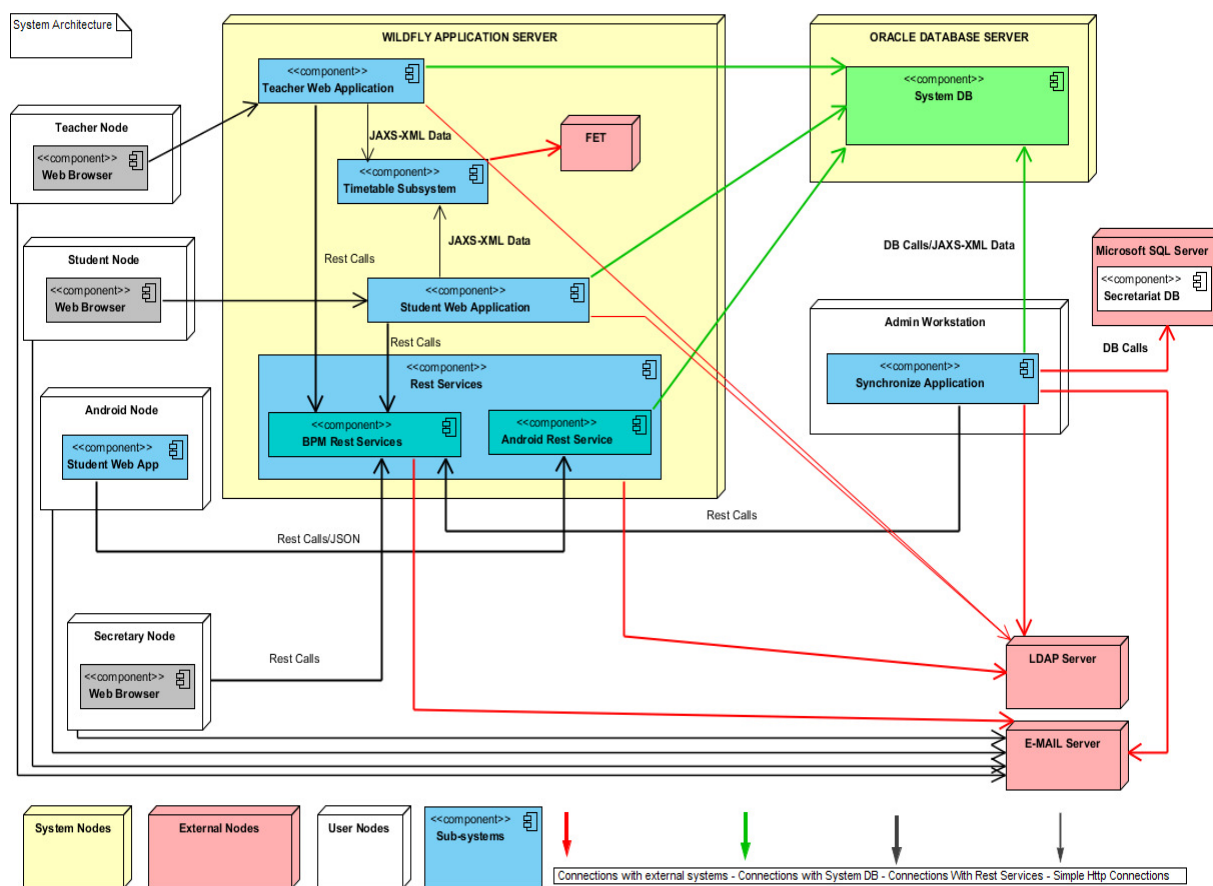 System Architecture
WILDFLY APPLICATION SERVER
ORACLE DATABASE SERVER
<<component>>
Teacher Web Application
<<component>>
System DB
Teacher Node
<<component>>
Web Browser
JAXS-XML Data
FET
<<component>>
Timetable Subsystem
JAXS-XML Data
DB Calls/JAXS-XML Data
Microsoft SQL Server
<<component>>
Secretariat DB
Student Node
<<component>>
Web Browser
Rest Calls
<<component>>
Student Web Application
Admin Workstation
DB Calls
Rest Calls
<<component>>
Rest Services
<<component>>
Synchronize Application
Android Node
<<component>>
Student Web App
<<component>>
BPM Rest Services
<<component>>
Android Rest Service
Rest Calls
Rest Calls/JSON
Secretary Node
<<component>>
Web Browser
Rest Calls
LDAP Server
E-MAIL Server
System Nodes
External Nodes
User Nodes
<<component>>
Sub-systems
Connections with external systems - Connections with System DB - Connections With Rest Services - Simple Http Connections